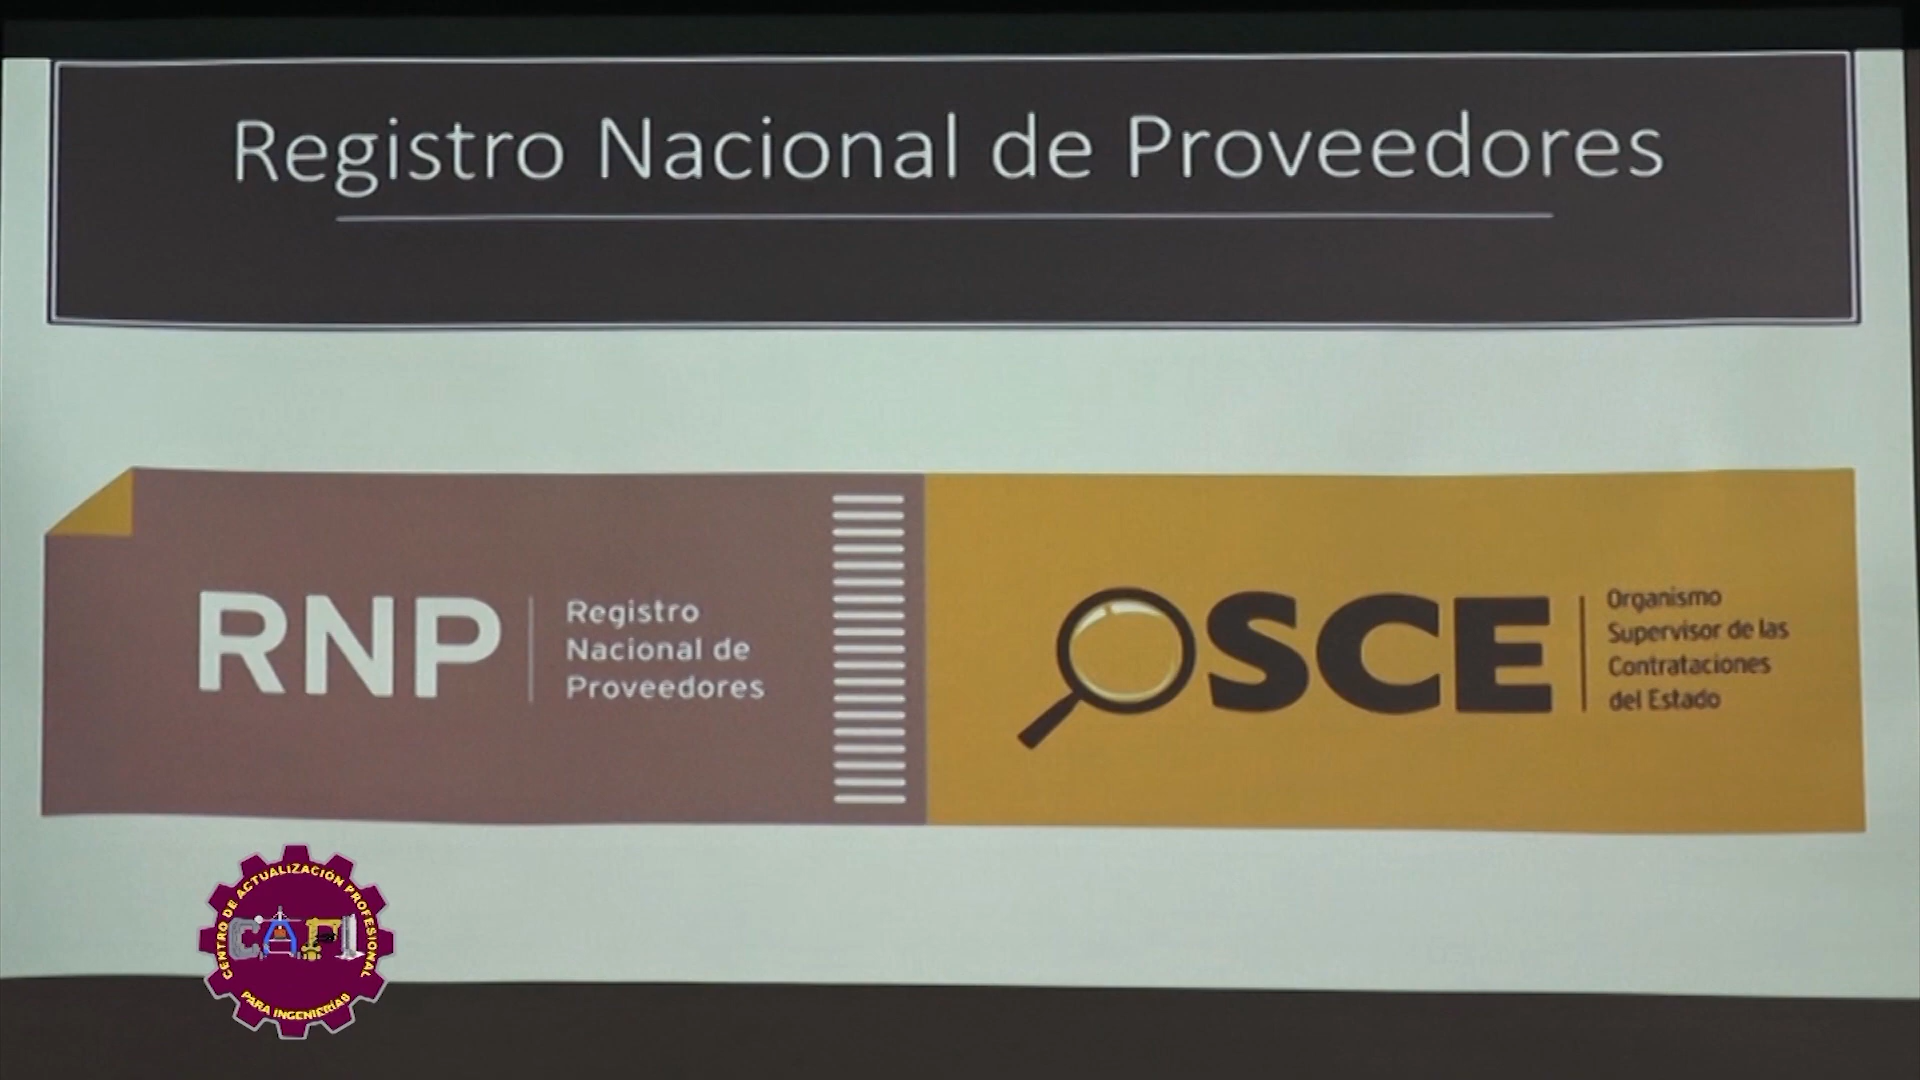 Registro Nacional de Proveedores
RNP
Registro
Nacional de
Proveedores
OSCE
Organismo
Supervisor de las
Contrataciones
del Estado
CENTRO DE ACTUALIZACIÓN PROFESIONAL
CAPI
PARA INGENIERÍAS